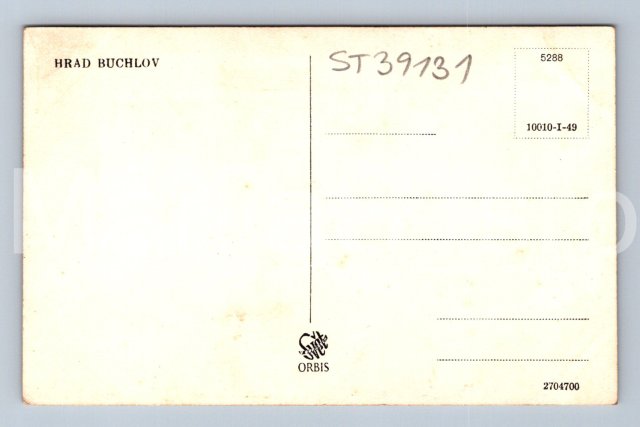 HRAD BUCHLOV
ST39131
5288
10010-I-49
ORBIS
2704700